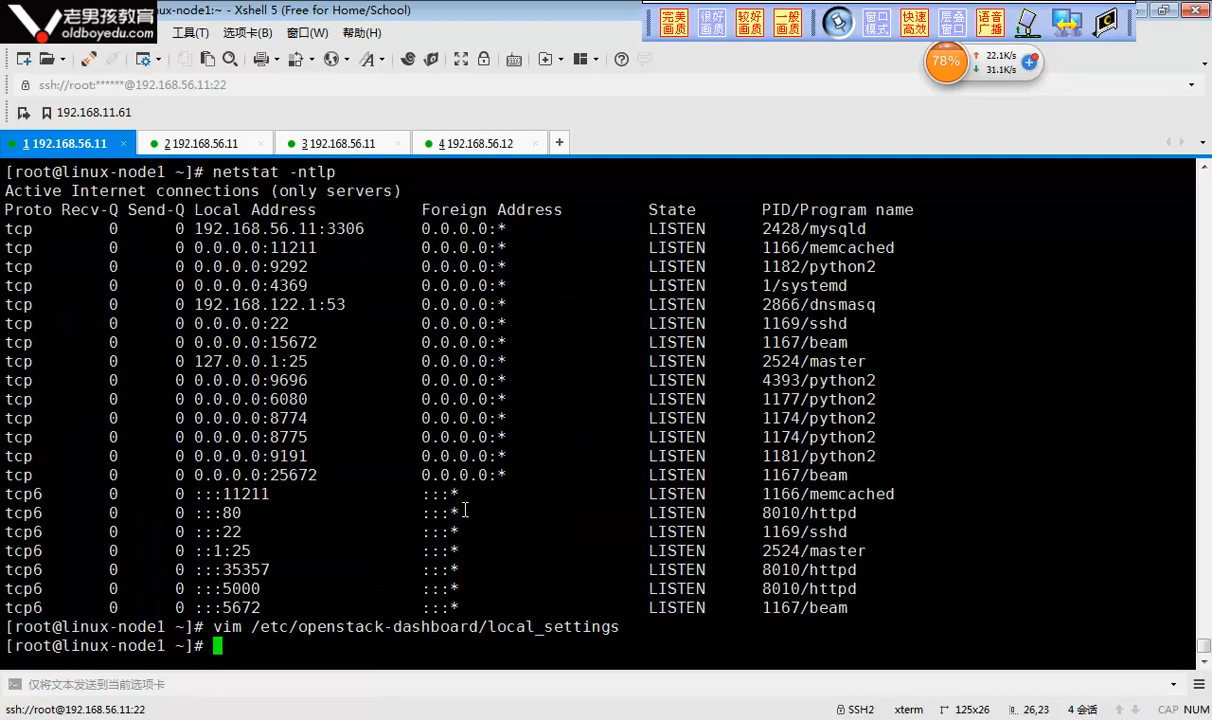 老男孩教育
oldboyedu.com
nux-node1:~ - Xshell 5 (Free for Home/School)
完美画质 很好画质 较好画质 一般画质 窗口模式 快速高效 层叠窗口 语音广播
工具(T) 选项卡(B) 窗口(W) 帮助(H)
78% 22.1K/s
31.1K/s
ssh://root:******@192.168.56.11:22
192.168.11.61
1 192.168.56.11 × 2 192.168.56.11 × 3 192.168.56.11 × 4 192.168.56.12 × +
[root@linux-node1 ~]# netstat -ntlp
Active Internet connections (only servers)
Proto Recv-Q Send-Q Local Address Foreign Address State PID/Program name
tcp 0 0 192.168.56.11:3306 0.0.0.0:* LISTEN 2428/mysqld
tcp 0 0 0.0.0.0:11211 0.0.0.0:* LISTEN 1166/memcached
tcp 0 0 0.0.0.0:9292 0.0.0.0:* LISTEN 1182/python2
tcp 0 0 0.0.0.0:4369 0.0.0.0:* LISTEN 1/systemd
tcp 0 0 192.168.122.1:53 0.0.0.0:* LISTEN 2866/dnsmasq
tcp 0 0 0.0.0.0:22 0.0.0.0:* LISTEN 1169/sshd
tcp 0 0 0.0.0.0:15672 0.0.0.0:* LISTEN 1167/beam
tcp 0 0 127.0.0.1:25 0.0.0.0:* LISTEN 2524/master
tcp 0 0 0.0.0.0:9696 0.0.0.0:* LISTEN 4393/python2
tcp 0 0 0.0.0.0:6080 0.0.0.0:* LISTEN 1177/python2
tcp 0 0 0.0.0.0:8774 0.0.0.0:* LISTEN 1174/python2
tcp 0 0 0.0.0.0:8775 0.0.0.0:* LISTEN 1174/python2
tcp 0 0 0.0.0.0:9191 0.0.0.0:* LISTEN 1181/python2
tcp 0 0 0.0.0.0:25672 0.0.0.0:* LISTEN 1167/beam
tcp6 0 0 :::11211 :::* LISTEN 1166/memcached
tcp6 0 0 :::80 :::* LISTEN 8010/httpd
tcp6 0 0 :::22 :::* LISTEN 1169/sshd
tcp6 0 0 ::1:25 :::* LISTEN 2524/master
tcp6 0 0 :::35357 :::* LISTEN 8010/httpd
tcp6 0 0 :::5000 :::* LISTEN 8010/httpd
tcp6 0 0 :::5672 :::* LISTEN 1167/beam
[root@linux-node1 ~]# vim /etc/openstack-dashboard/local_settings
[root@linux-node1 ~]#
仅将文本发送到当前选项卡
ssh://root@192.168.56.11:22 SSH2 xterm 125x26 26,23 4 会话 CAP NUM